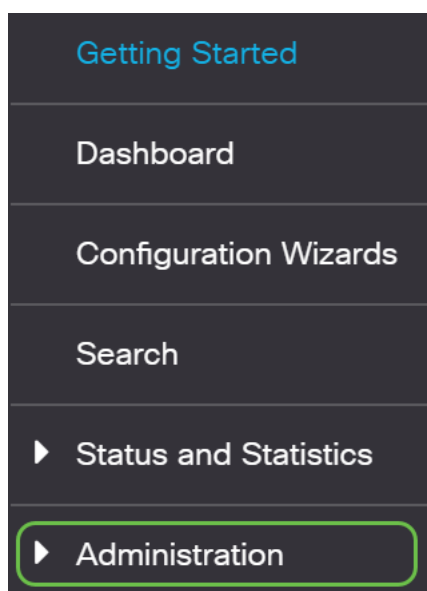 Getting Started
Dashboard
Configuration Wizards
Search
Status and Statistics
Administration